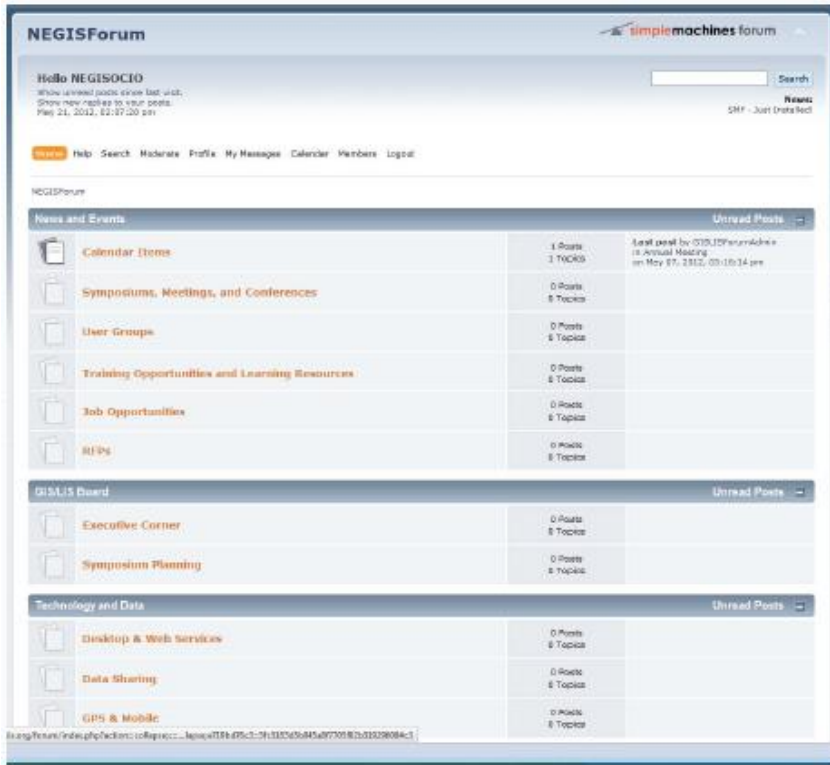 NEGISForum
simplemachines forum
Hello NEGISOCIO
Show unread posts since last visit.
Show new replies to your posts.
May 21, 2012, 02:07:20 pm
Search
News:
SMF - Just Installed!
Home Help Search Moderate Profile My Messages Calendar Members Logout
NEGISForum
News and Events Unread Posts
Calendar Items
1 Posts
1 Topics
Last post by GISLISForumAdmin
in Annual Meeting
on May 07, 2012, 03:16:14 pm
Symposiums, Meetings, and Conferences
0 Posts
0 Topics
User Groups
0 Posts
0 Topics
Training Opportunities and Learning Resources
0 Posts
0 Topics
Job Opportunities
0 Posts
0 Topics
RFPs
0 Posts
0 Topics
GIS/LIS Board Unread Posts
Executive Corner
0 Posts
0 Topics
Symposium Planning
0 Posts
0 Topics
Technology and Data Unread Posts
Desktop & Web Services
0 Posts
0 Topics
Data Sharing
0 Posts
0 Topics
GPS & Mobile
0 Posts
0 Topics